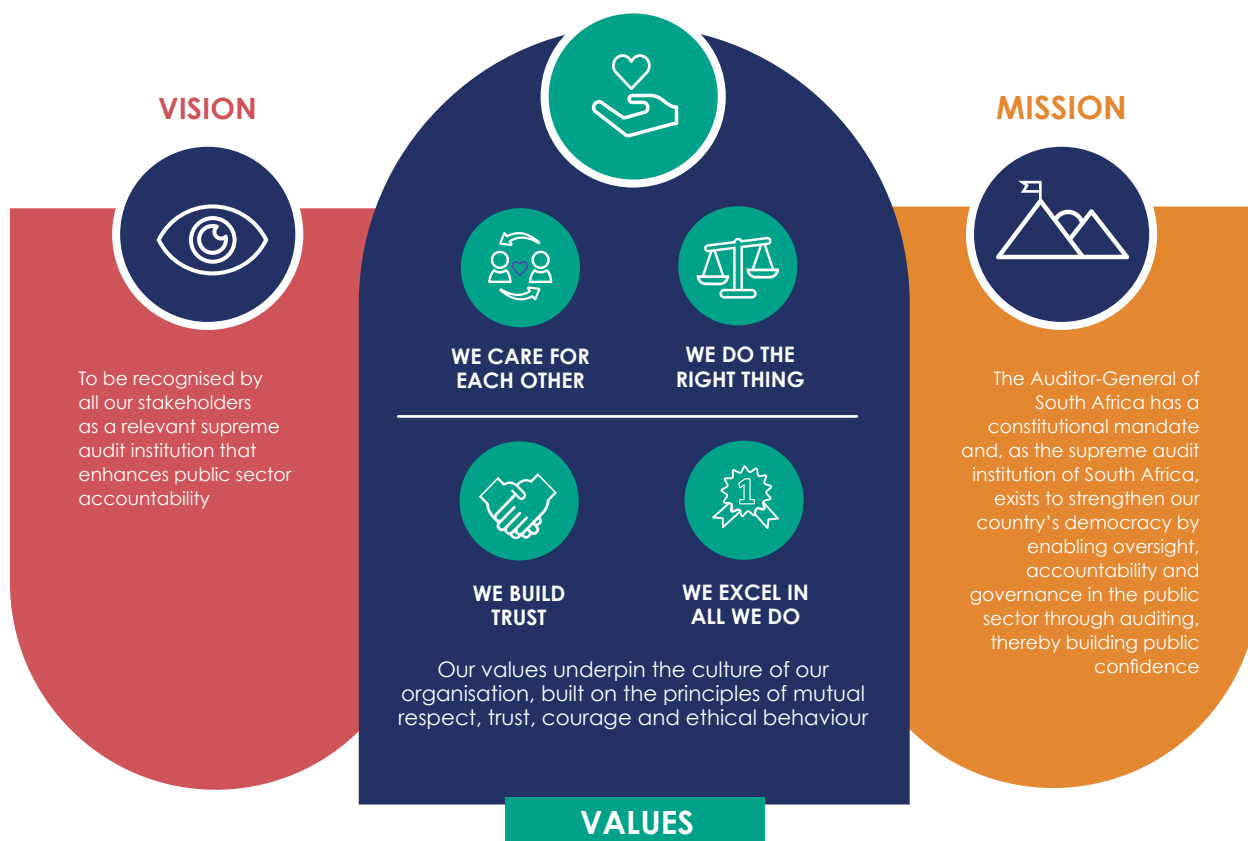 VISION
To be recognised by
all our stakeholders
as a relevant supreme
audit institution that
enhances public sector
accountability
WE CARE FOR
EACH OTHER
WE DO THE
RIGHT THING
WE BUILD
TRUST
1
WE EXCEL IN
ALL WE DO
Our values underpin the culture of our
organisation, built on the principles of mutual
respect, trust, courage and ethical behaviour
VALUES
MISSION
The Auditor-General of
South Africa has a
constitutional mandate
and, as the supreme audit
institution of South Africa,
exists to strengthen our
country’s democracy by
enabling oversight,
accountability and
governance in the public
sector through auditing,
thereby building public
confidence